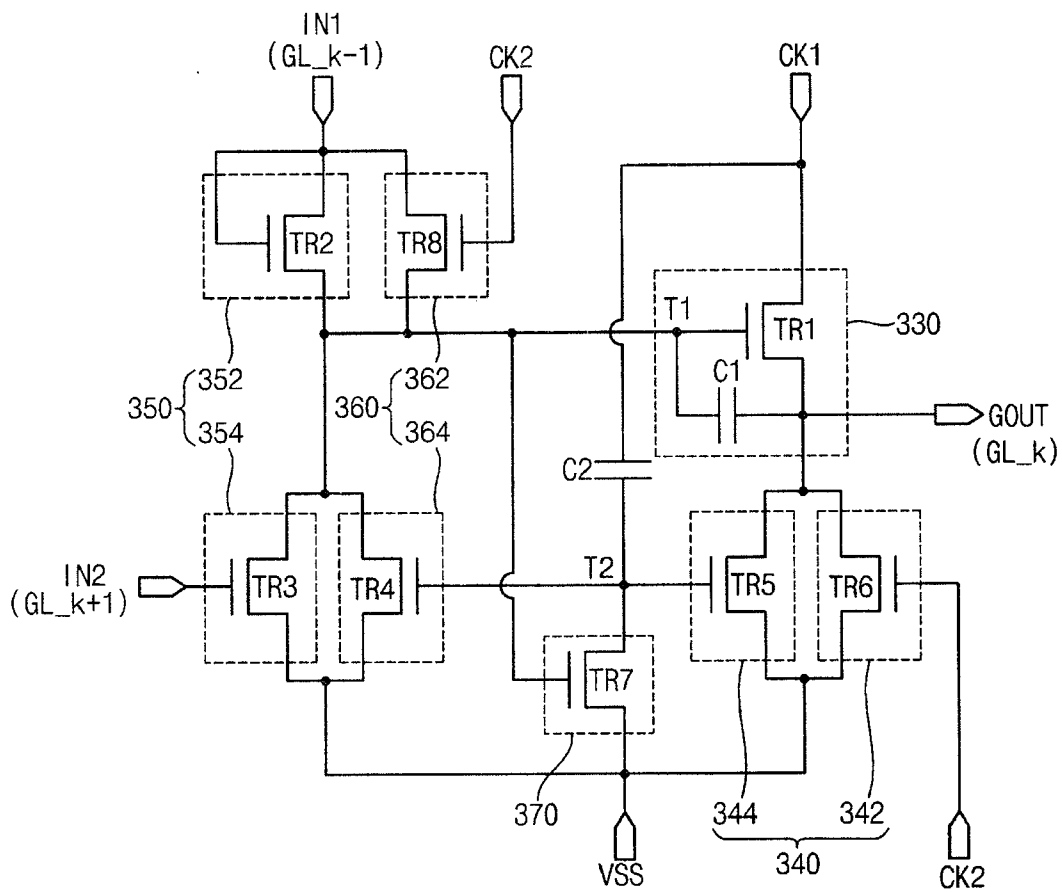 IN1
(GL_k-1)
CK2
CK1
TR2
TR8
T1
TR1
330
C1
352
362
350
360
354
364
GOUT
(GL_k)
C2
IN2
(GL_k+1)
TR3
TR4
T2
TR5
TR6
TR7
370
344
342
340
VSS
CK2